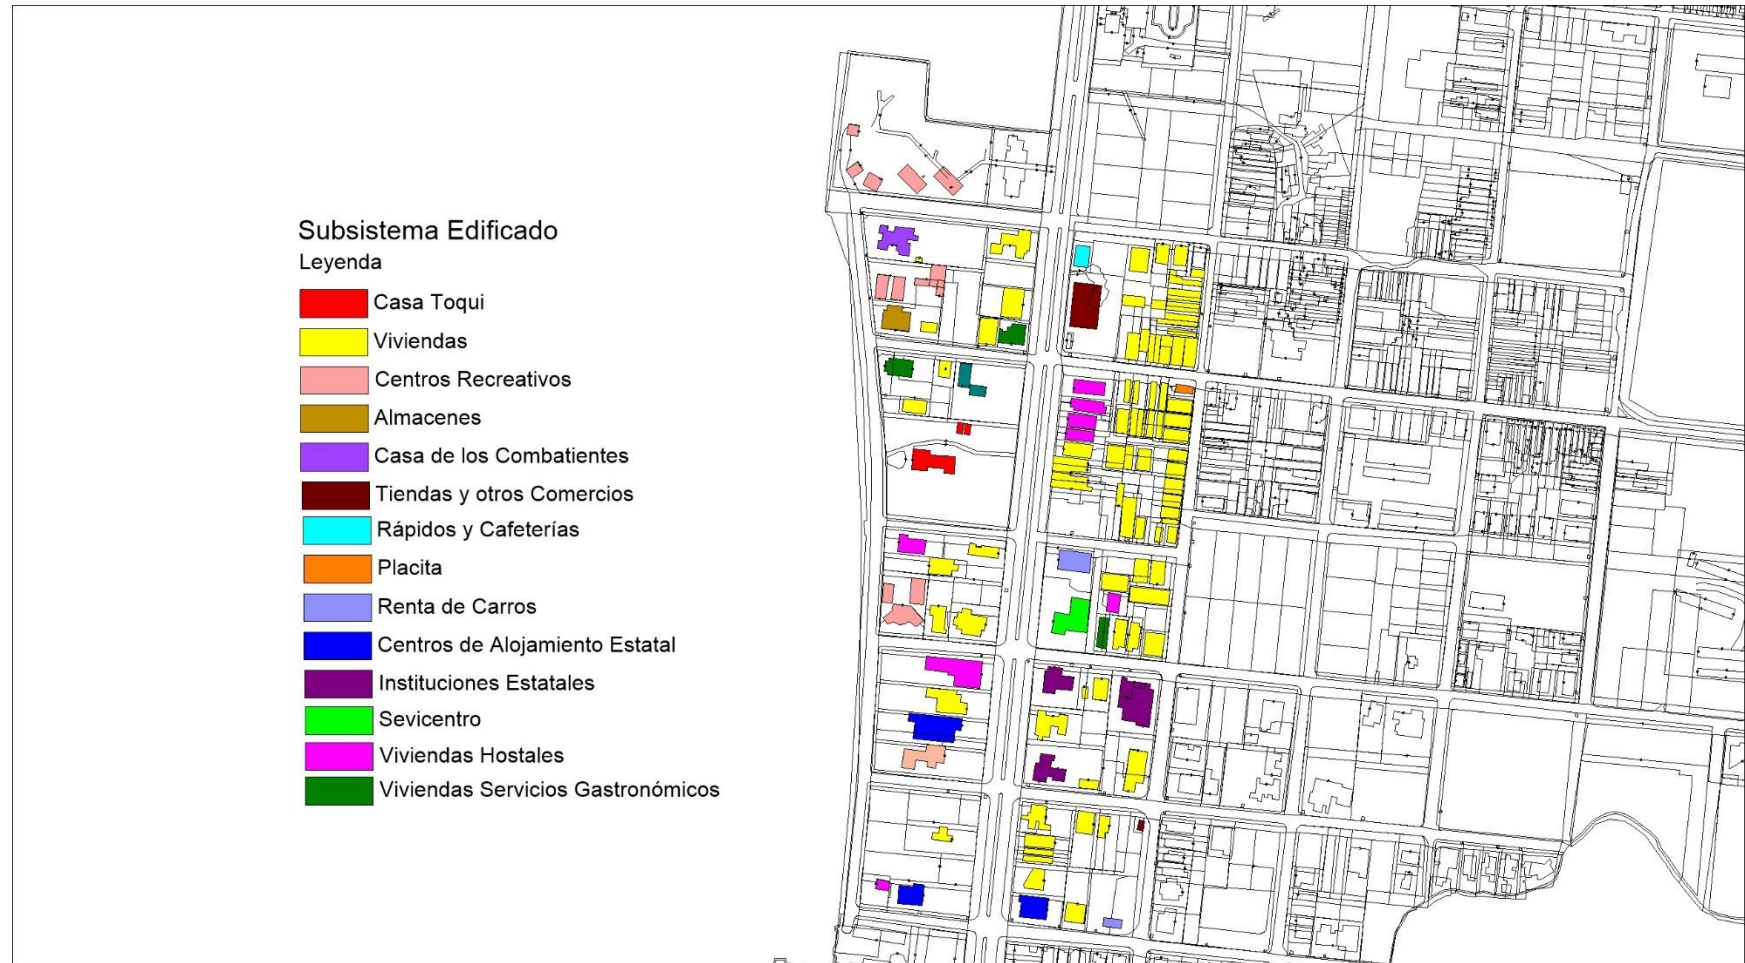 Subsistema Edificado
Leyenda
Casa Toqui
Viviendas
Centros Recreativos
Almacenes
Casa de los Combatientes
Tiendas y otros Comercios
Rápidos y Cafeterías
Placita
Renta de Carros
Centros de Alojamiento Estatal
Instituciones Estatales
Sevicentro
Viviendas Hostales
Viviendas Servicios Gastronómicos